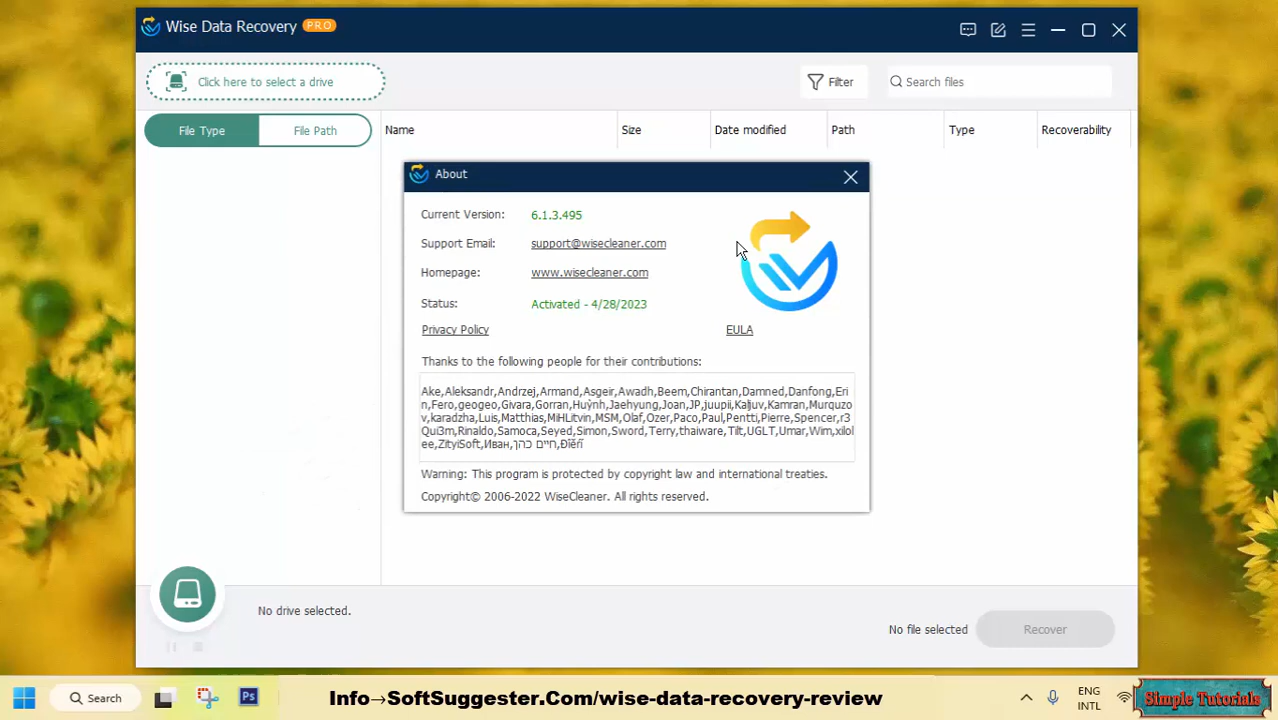 Wise Data Recovery PRO
Click here to select a drive
Filter
Search files
File Type
File Path
Name
Size
Date modified
Path
Type
Recoverability
About
Current Version: 6.1.3.495
Support Email: support@wisecleaner.com
Homepage: www.wisecleaner.com
Status: Activated - 4/28/2023
Privacy Policy
EULA
Thanks to the following people for their contributions:
Ake,Aleksandr,Andrzej,Armand,Asgeir,Awadh,Beem,Chirantan,Damned,Danfong,Eri
n,Fero,geogeo,Givara,Gorran,Huỳnh,Jaehyung,Joan,JP,juupii,Kaljuv,Kamran,Murquzo
v,karadzha,Luis,Matthias,MiHLitvin,MSM,Olaf,Ozer,Paco,Paul,Pentti,Pierre,Spencer,r3
Qui3m,Rinaldo,Samoca,Seyed,Simon,Sword,Terry,thaiware,Tilt,UGLT,Umar,Wim,xilol
ee,ZityiSoft,Иван,חיים כהן,
Warning: This program is protected by copyright law and international treaties.
Copyright© 2006-2022 WiseCleaner. All rights reserved.
No drive selected.
No file selected
Recover
Search
Ps
Info→SoftSuggester.Com/wise-data-recovery-review
ENG
INTL
Simple Tutorials